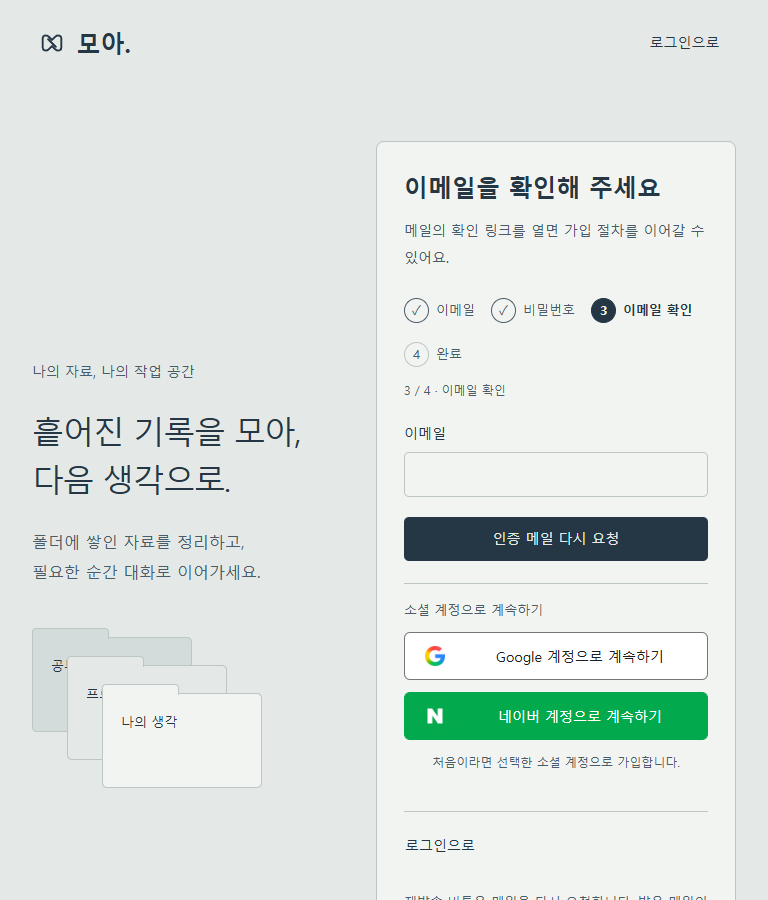 모아.
로그인으로
나의 자료, 나의 작업 공간
흩어진 기록을 모아,
다음 생각으로.
폴더에 쌓인 자료를 정리하고,
필요한 순간 대화로 이어가세요.
나의 생각
이메일을 확인해 주세요
메일의 확인 링크를 열면 가입 절차를 이어갈 수
있어요.
✓ 이메일 ✓ 비밀번호 3 이메일 확인
4 완료
3 / 4 · 이메일 확인
이메일
인증 메일 다시 요청
소셜 계정으로 계속하기
Google 계정으로 계속하기
네이버 계정으로 계속하기
처음이라면 선택한 소셜 계정으로 가입합니다.
로그인으로